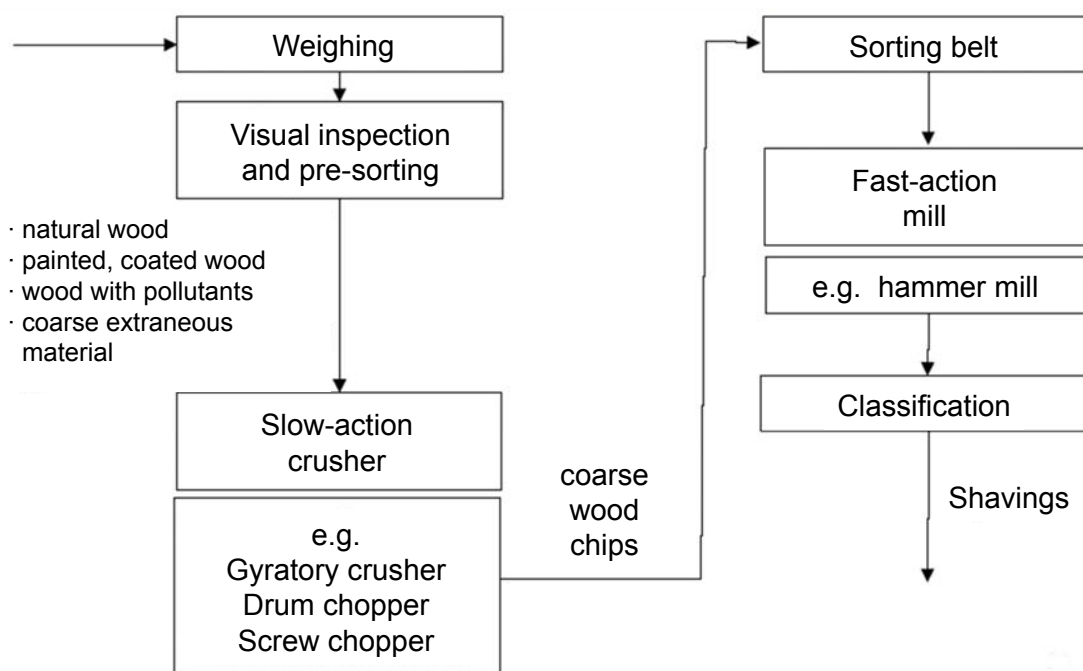 Weighing
Visual inspection
and pre-sorting
· natural wood
· painted, coated wood
· wood with pollutants
· coarse extraneous
material
Slow-action
crusher
e.g.
Gyratory crusher
Drum chopper
Screw chopper
coarse
wood
chips
Sorting belt
Fast-action
mill
e.g. hammer mill
Classification
Shavings